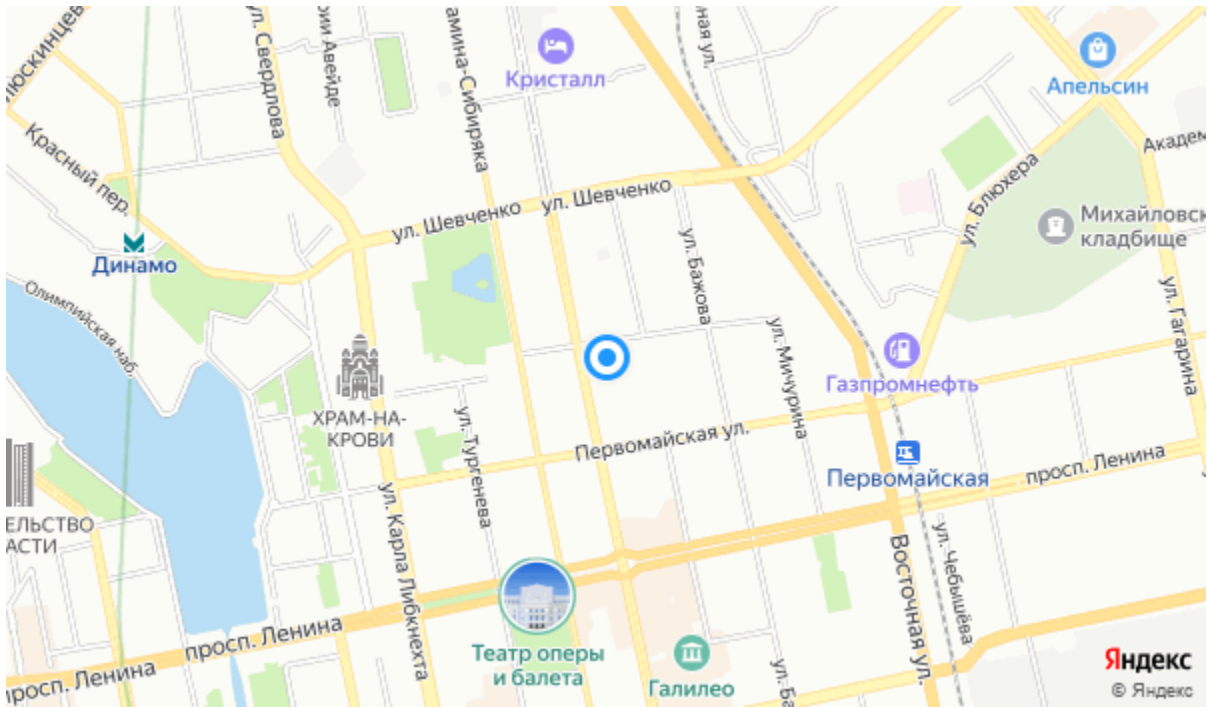 Кристалл
Апельсин
ул. Свердлова
Красный пер.
ул. Шевченко
ул. Шевченко
ул. Блюхера
Михайловск
кладбище
Динамо
Олимпийская наб.
ул. Бажова
ул. Мичурина
ул. Гагарина
Газпромнефть
ХРАМ-НА-
КРОВИ
ул. Тургенева
Первомайская ул.
Первомайская
просп. Ленина
ул. Карла Либкнехта
Восточная ул.
ул. Чебышёва
просп. Ленина
просп. Ленина
Театр оперы
и балета
Галилео
Яндекс
© Яндекс